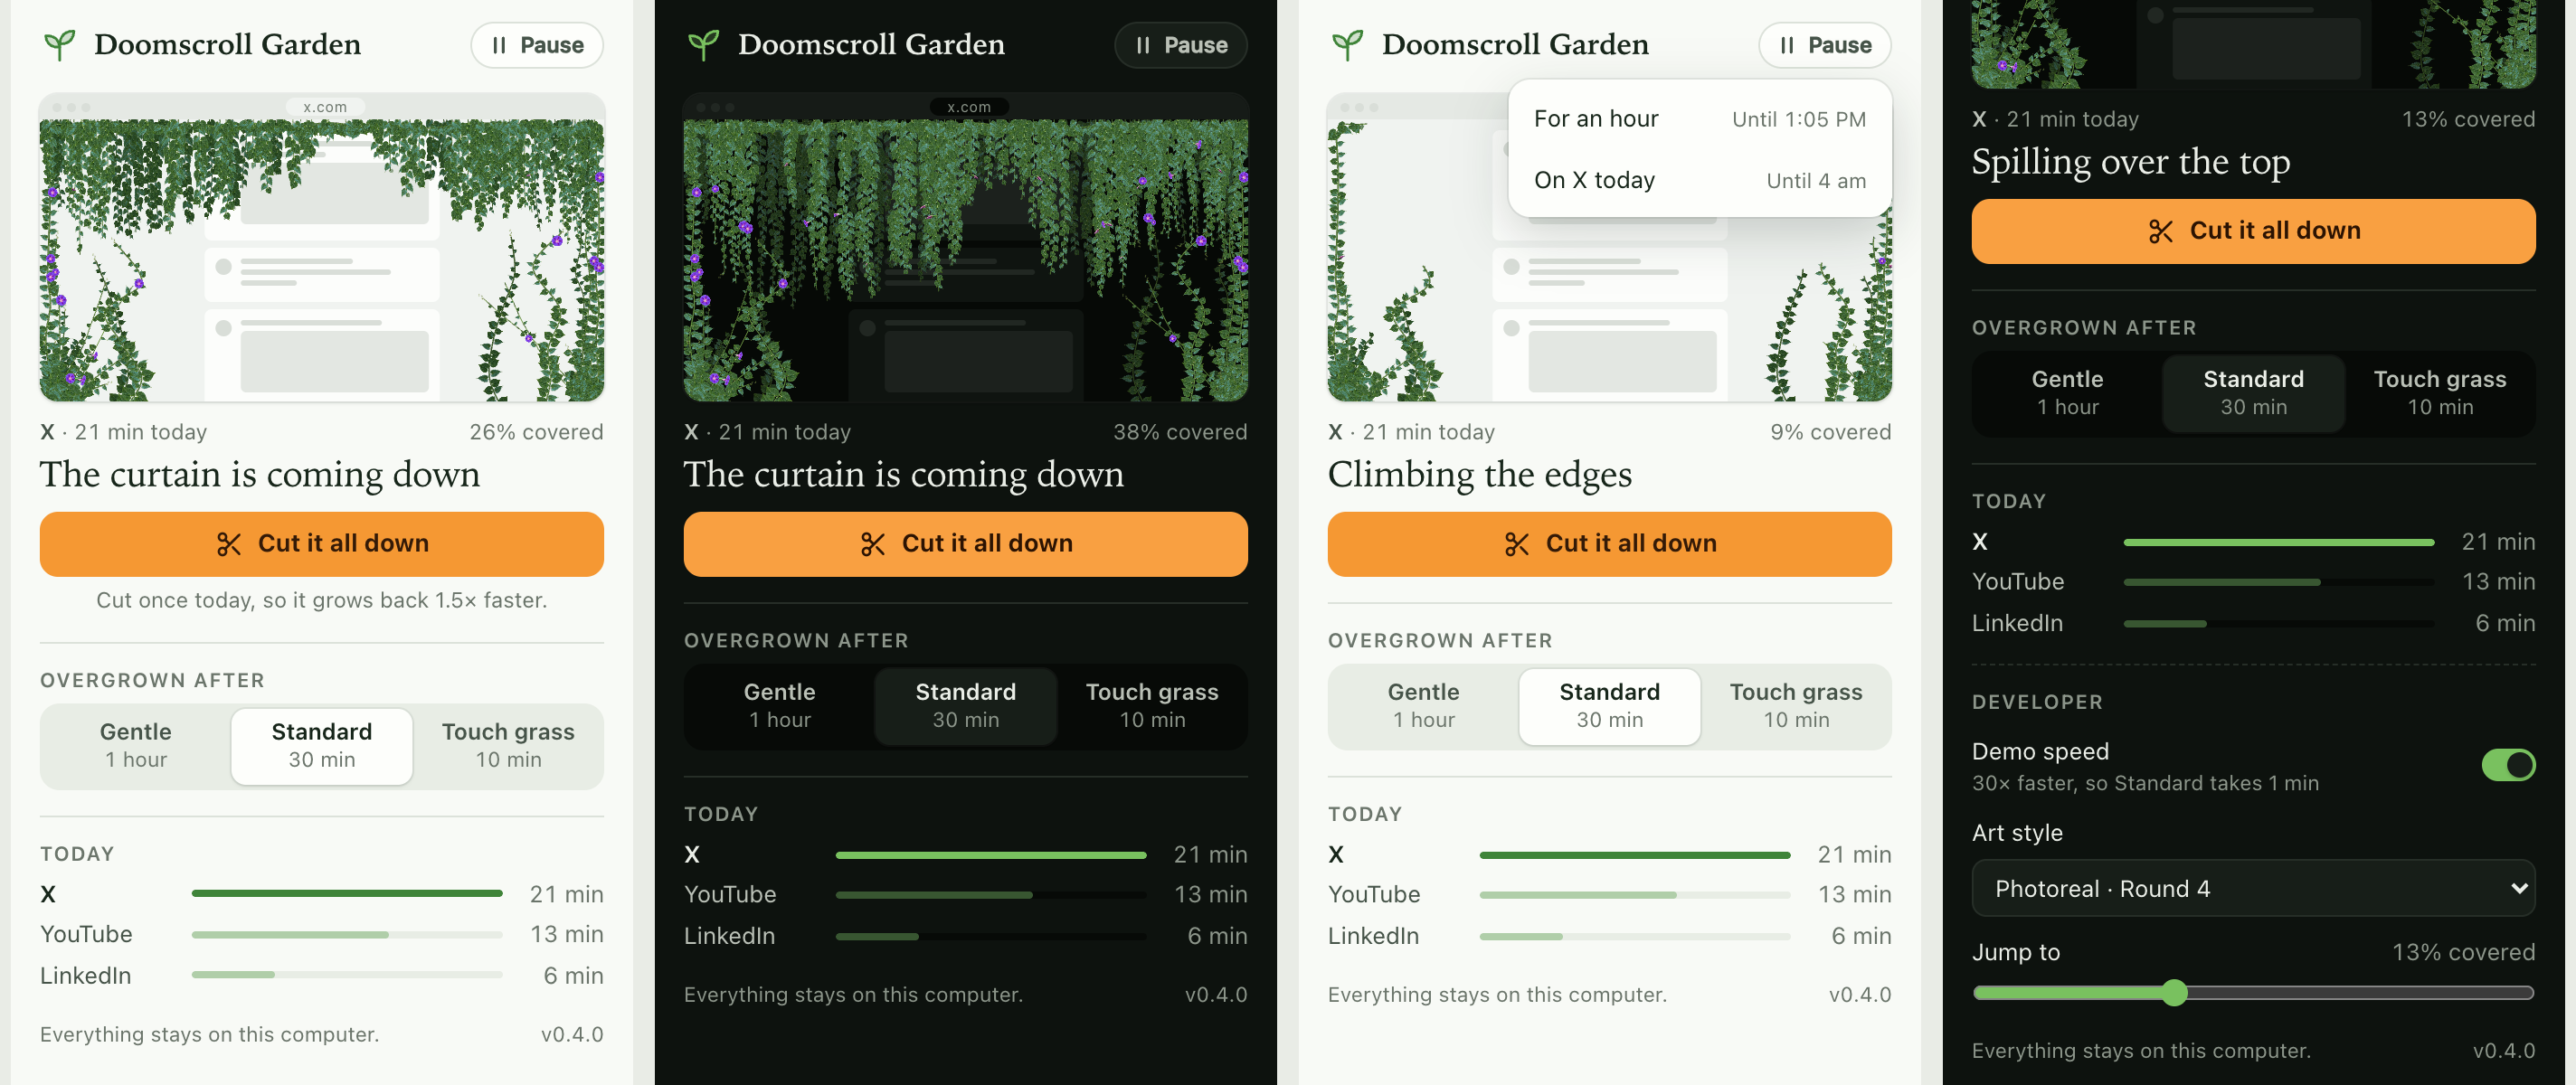 Doomscroll Garden
Pause
x.com
X · 21 min today
26% covered
The curtain is coming down
Cut it all down
Cut once today, so it grows back 1.5× faster.
OVERGROWN AFTER
Gentle
1 hour
Standard
30 min
Touch grass
10 min
TODAY
X 21 min
YouTube 13 min
LinkedIn 6 min
Everything stays on this computer.
v0.4.0
Doomscroll Garden
Pause
x.com
X · 21 min today
38% covered
The curtain is coming down
Cut it all down
OVERGROWN AFTER
Gentle
1 hour
Standard
30 min
Touch grass
10 min
TODAY
X 21 min
YouTube 13 min
LinkedIn 6 min
Everything stays on this computer.
v0.4.0
Doomscroll Garden
Pause
For an hour Until 1:05 PM
On X today Until 4 am
X · 21 min today
9% covered
Climbing the edges
Cut it all down
OVERGROWN AFTER
Gentle
1 hour
Standard
30 min
Touch grass
10 min
TODAY
X 21 min
YouTube 13 min
LinkedIn 6 min
Everything stays on this computer.
v0.4.0
X · 21 min today
13% covered
Spilling over the top
Cut it all down
OVERGROWN AFTER
Gentle
1 hour
Standard
30 min
Touch grass
10 min
TODAY
X 21 min
YouTube 13 min
LinkedIn 6 min
DEVELOPER
Demo speed
30× faster, so Standard takes 1 min
Art style
Photoreal · Round 4
Jump to
13% covered
Everything stays on this computer.
v0.4.0